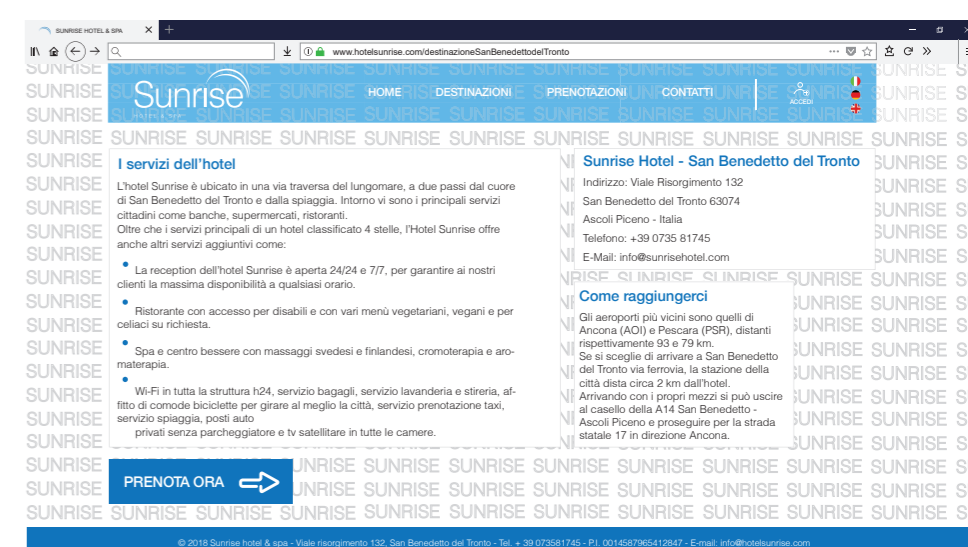 SUNRISE HOTEL & SPA
www.hotelsunrise.com/destinazioneSanBenedettodelTronto
Sunrise
HOTEL & SPA
HOME DESTINAZIONI PRENOTAZIONI CONTATTI
ACCEDI
I servizi dell'hotel
L'hotel Sunrise è ubicato in una via traversa del lungomare, a due passi dal cuore
di San Benedetto del Tronto e dalla spiaggia. Intorno vi sono i principali servizi
cittadini come banche, supermercati, ristoranti.
Oltre che i servizi principali di un hotel classificato 4 stelle, l'Hotel Sunrise offre
anche altri servizi aggiuntivi come:
• La reception dell'hotel Sunrise è aperta 24/24 e 7/7, per garantire ai nostri
clienti la massima disponibilità a qualsiasi orario.
• Ristorante con accesso per disabili e con vari menù vegetariani, vegani e per
celiaci su richiesta.
• Spa e centro bessere con massaggi svedesi e finlandesi, cromoterapia e aro-
materapia.
• Wi-Fi in tutta la struttura h24, servizio bagagli, servizio lavanderia e stireria, af-
fitto di comode biciclette per girare al meglio la città, servizio prenotazione taxi,
servizio spiaggia, posti auto
privati senza parcheggiatore e tv satellitare in tutte le camere.
Sunrise Hotel - San Benedetto del Tronto
Indirizzo: Viale Risorgimento 132
San Benedetto del Tronto 63074
Ascoli Piceno - Italia
Telefono: +39 0735 81745
E-Mail: info@sunrisehotel.com
Come raggiungerci
Gli aeroporti più vicini sono quelli di
Ancona (AOI) e Pescara (PSR), distanti
rispettivamente 93 e 79 km.
Se si sceglie di arrivare a San Benedetto
del Tronto via ferrovia, la stazione della
città dista circa 2 km dall'hotel.
Arrivando con i propri mezzi si può uscire
al casello della A14 San Benedetto -
Ascoli Piceno e proseguire per la strada
statale 17 in direzione Ancona.
PRENOTA ORA
© 2018 Sunrise hotel & spa - Viale risorgimento 132, San Benedetto del Tronto - Tel. + 39 073581745 - P.I. 0014587965412847 - E-mail: info@hotelsunrise.com